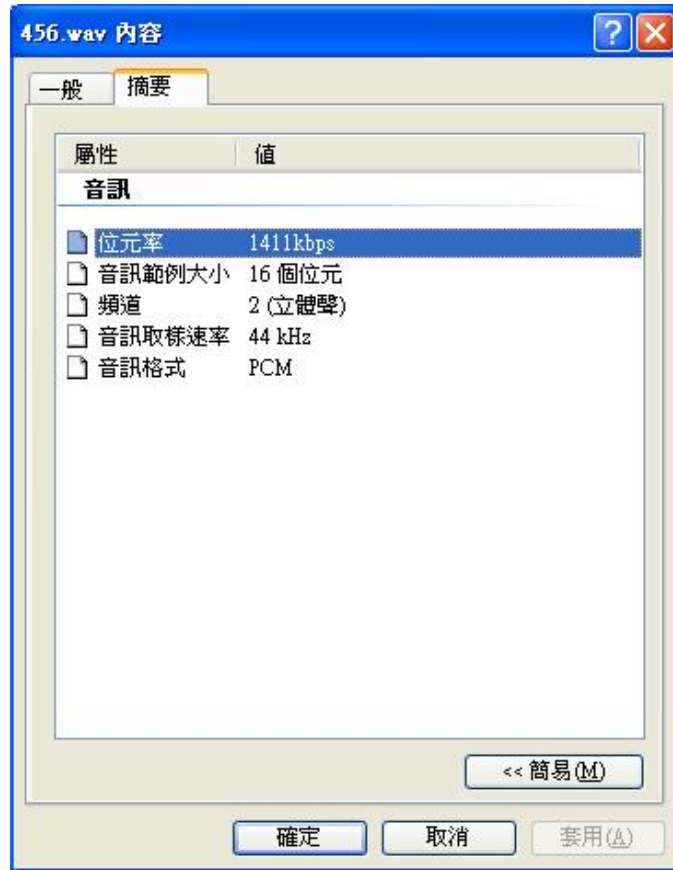 456.wav 內容
一般 摘要
屬性 值
音訊
位元率 1411kbps
音訊範例大小 16 個位元
頻道 2 (立體聲)
音訊取樣速率 44 kHz
音訊格式 PCM
<< 簡易(M)
確定 取消 套用(A)